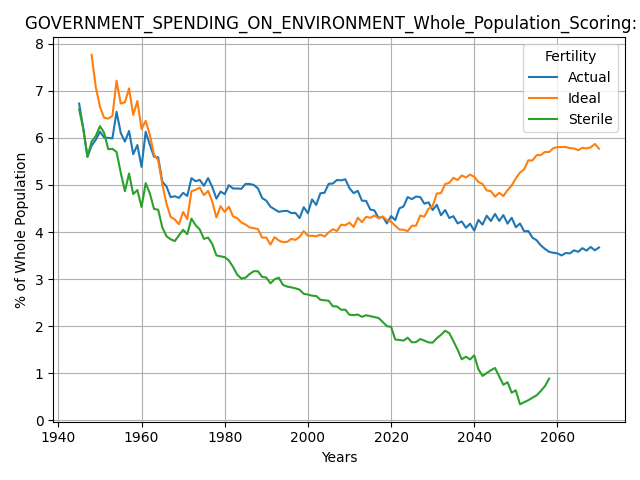 GOVERNMENT_SPENDING_ON_ENVIRONMENT_Whole_Population_Scoring:
8
7
6
5
4
3
2
1
0
% of Whole Population
Fertility
Actual
Ideal
Sterile
1940 1960 1980 2000 2020 2040 2060
Years